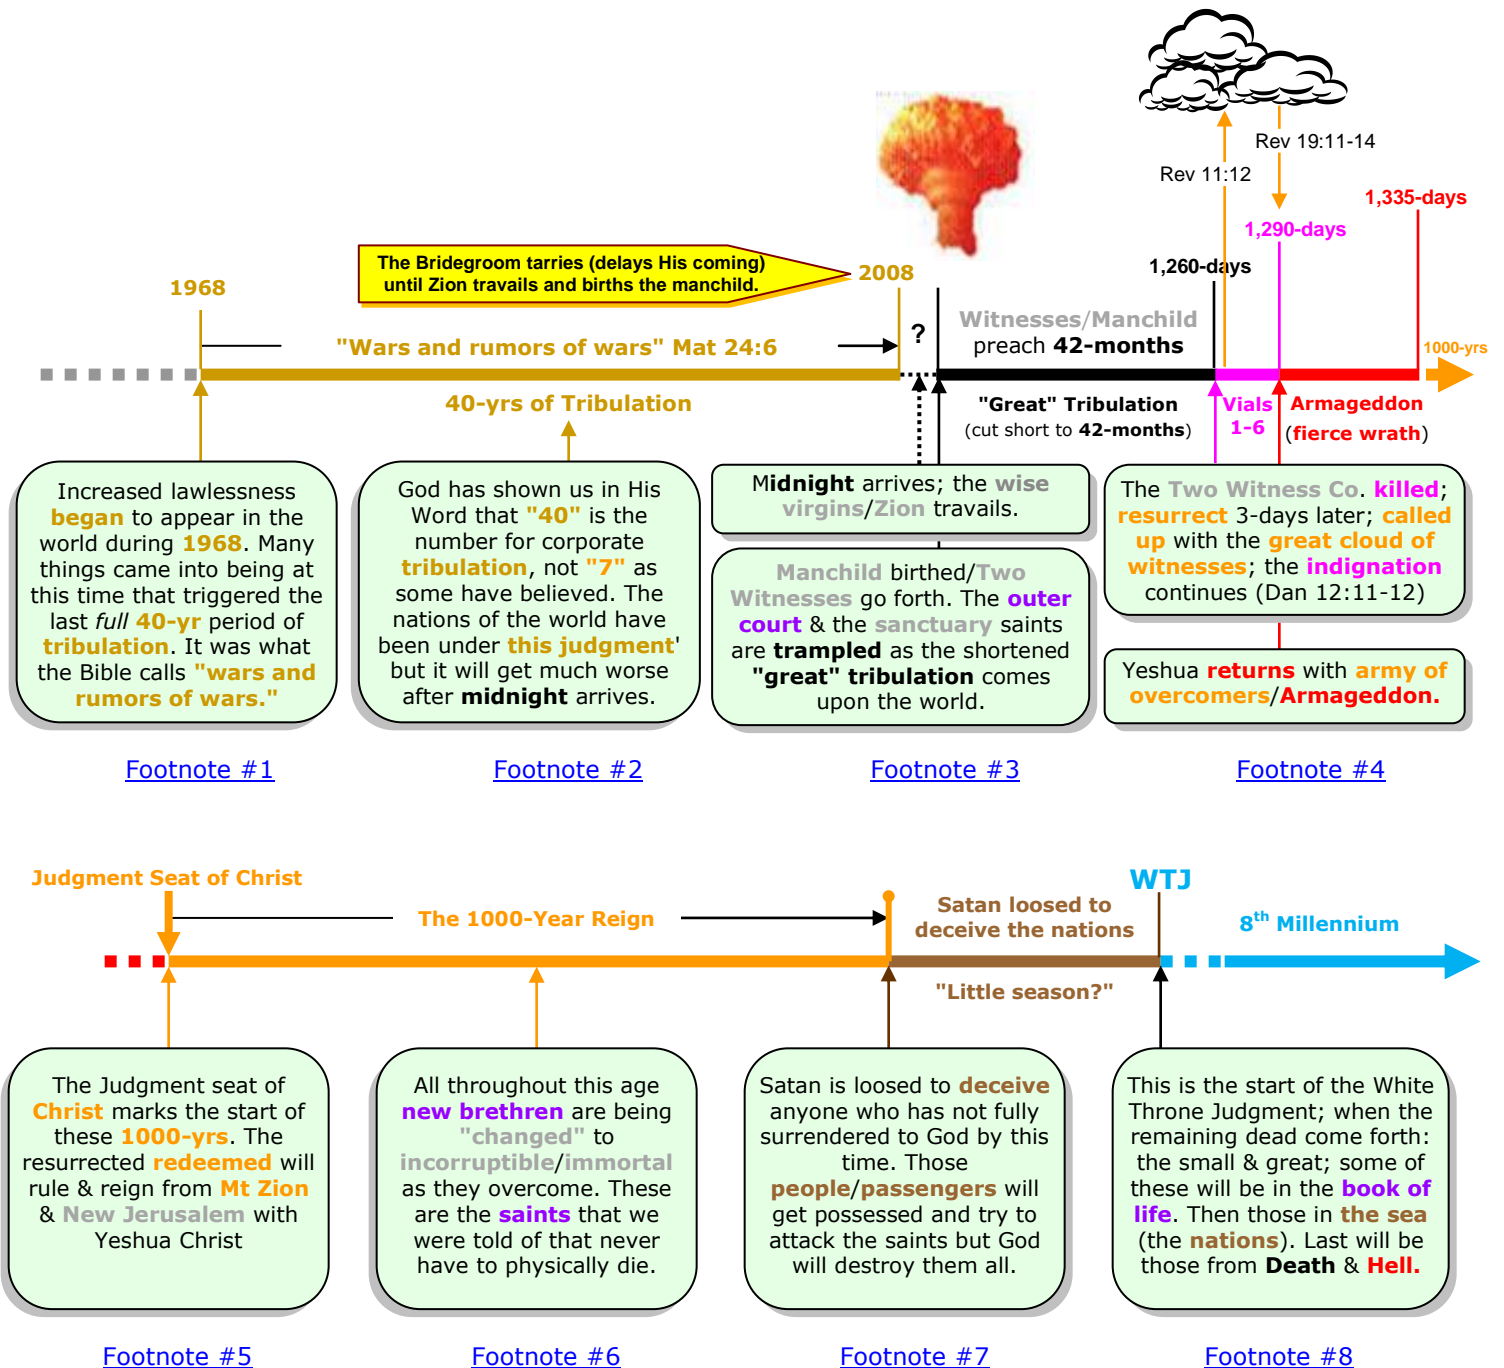 Rev 19:11-14
Rev 11:12
1,335-days
1,290-days
The Bridegroom tarries (delays His coming)
until Zion travails and births the manchild.
1,260-days
2008
1968
?
Witnesses/Manchild
preach 42-months
"Wars and rumors of wars" Mat 24:6
1000-yrs
40-yrs of Tribulation
"Great" Tribulation
(cut short to 42-months)
Vials
1-6
Armageddon
(fierce wrath)
Increased lawlessness
began to appear in the
world during 1968. Many
things came into being at
this time that triggered the
last full 40-yr period of
tribulation. It was what
the Bible calls "wars and
rumors of wars."
God has shown us in His
Word that "40" is the
number for corporate
tribulation, not "7" as
some have believed. The
nations of the world have
been under this judgment'
but it will get much worse
after midnight arrives.
Midnight arrives; the wise
virgins/Zion travails.
Manchild birthed/Two
Witnesses go forth. The outer
court & the sanctuary saints
are trampled as the shortened
"great" tribulation comes
upon the world.
The Two Witness Co. killed;
resurrect 3-days later; called
up with the great cloud of
witnesses; the indignation
continues (Dan 12:11-12)
Yeshua returns with army of
overcomers/Armageddon.
Footnote #1
Footnote #2
Footnote #3
Footnote #4
Judgment Seat of Christ
The 1000-Year Reign
Satan loosed to
deceive the nations
WTJ
8th Millennium
"Little season?"
The Judgment seat of
Christ marks the start of
these 1000-yrs. The
resurrected redeemed will
rule & reign from Mt Zion
& New Jerusalem with
Yeshua Christ
All throughout this age
new brethren are being
"changed" to
incorruptible/immortal
as they overcome. These
are the saints that we
were told of that never
have to physically die.
Satan is loosed to deceive
anyone who has not fully
surrendered to God by this
time. Those
people/passengers will
get possessed and try to
attack the saints but God
will destroy them all.
This is the start of the White
Throne Judgment; when the
remaining dead come forth:
the small & great; some of
these will be in the book of
life. Then those in the sea
(the nations). Last will be
those from Death & Hell.
Footnote #5
Footnote #6
Footnote #7
Footnote #8